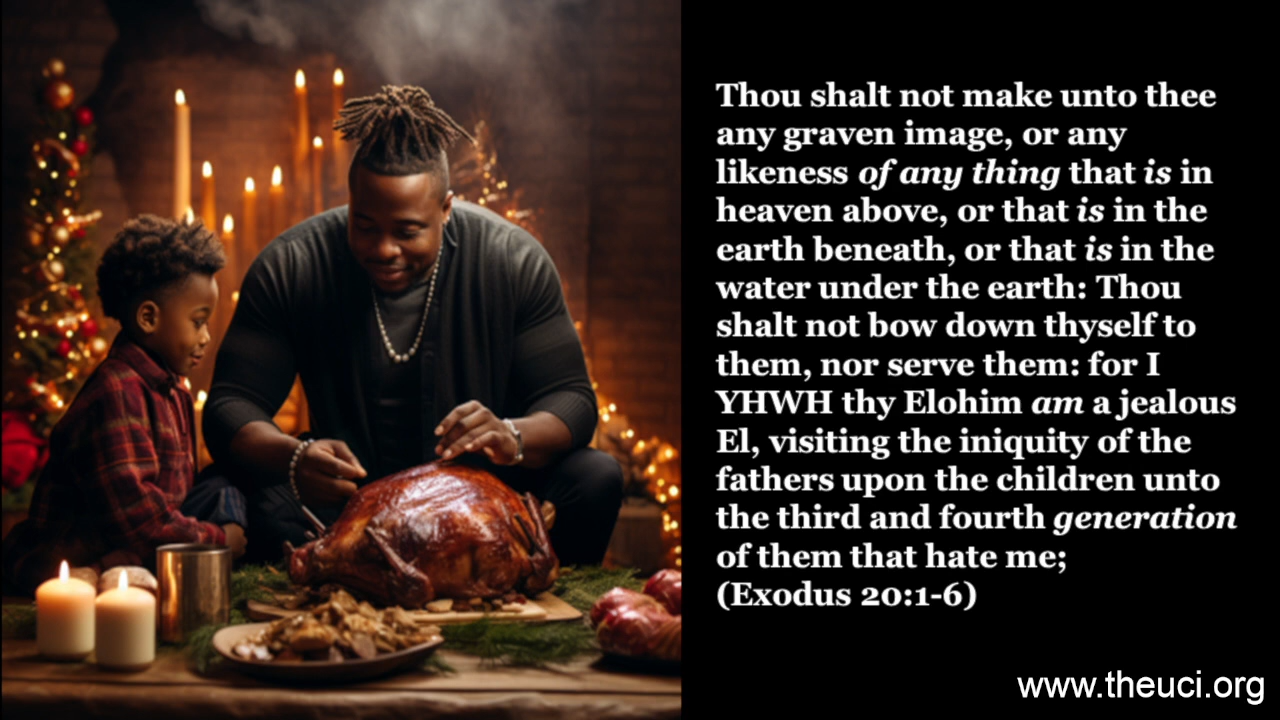 Thou shalt not make unto thee
any graven image, or any
likeness of any thing that is in
heaven above, or that is in the
earth beneath, or that is in the
water under the earth: Thou
shalt not bow down thyself to
them, nor serve them: for I
YHWH thy Elohim am a jealous
El, visiting the iniquity of the
fathers upon the children unto
the third and fourth generation
of them that hate me;
(Exodus 20:1-6)
www.theuci.org